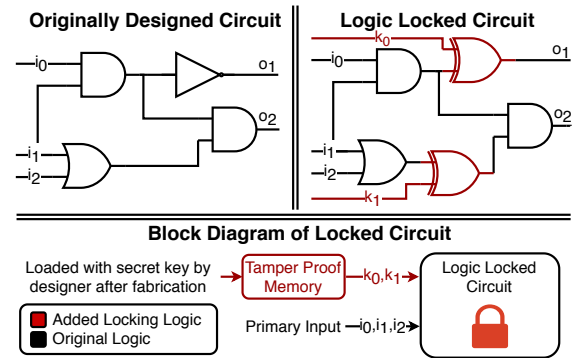 Originally Designed Circuit
i0
i1
i2
o1
o2
Logic Locked Circuit
k0
i0
i1
i2
k1
o1
o2
Block Diagram of Locked Circuit
Loaded with secret key by
designer after fabrication
Tamper Proof
Memory
k0,k1
Logic Locked
Circuit
Primary Input
i0,i1,i2
Added Locking Logic
Original Logic